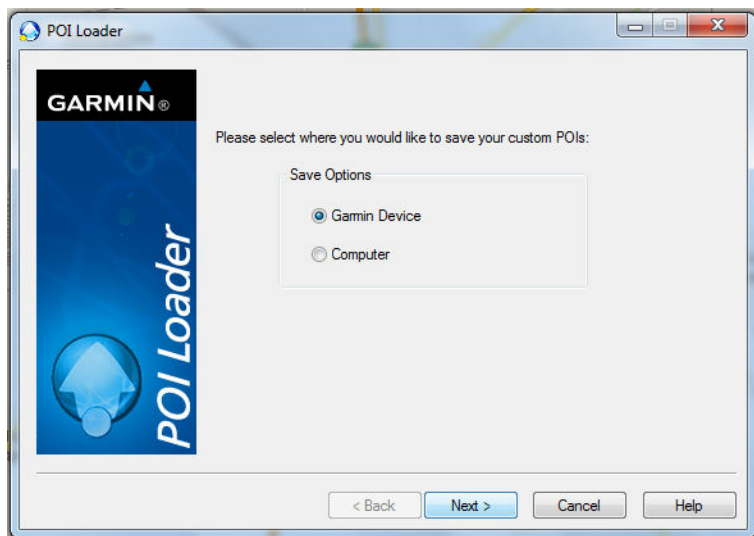 POI Loader
GARMIN®
POI Loader
Please select where you would like to save your custom POIs:
Save Options
Garmin Device
Computer
< Back
Next >
Cancel
Help